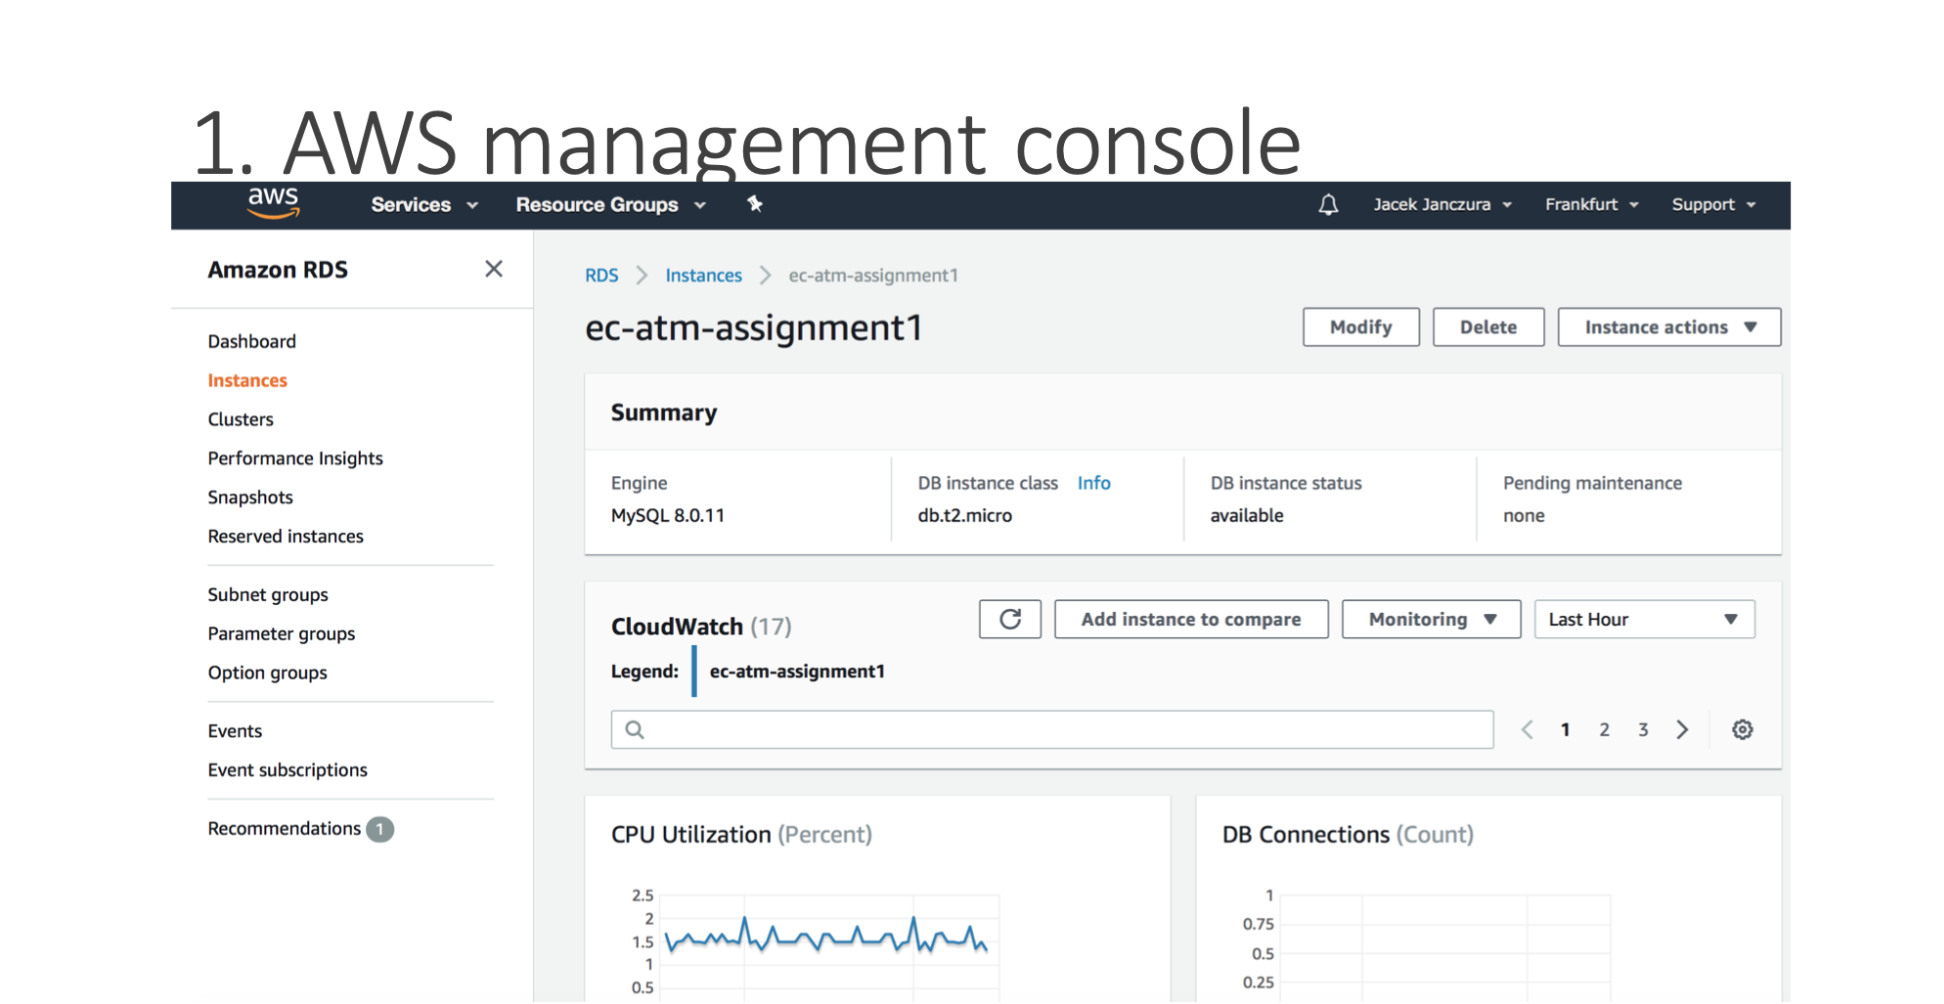 1. AWS management console
aws Services Resource Groups Jacek Janczura Frankfurt Support
Amazon RDS
Dashboard
Instances
Clusters
Performance Insights
Snapshots
Reserved instances
Subnet groups
Parameter groups
Option groups
Events
Event subscriptions
Recommendations 1
RDS Instances ec-atm-assignment1
ec-atm-assignment1 Modify Delete Instance actions
Summary
Engine DB instance class Info DB instance status Pending maintenance
MySQL 8.0.11 db.t2.micro available none
CloudWatch (17) Add instance to compare Monitoring Last Hour
Legend: ec-atm-assignment1
1 2 3
CPU Utilization (Percent)
2.5
2
1.5
1
0.5
DB Connections (Count)
1
0.75
0.5
0.25